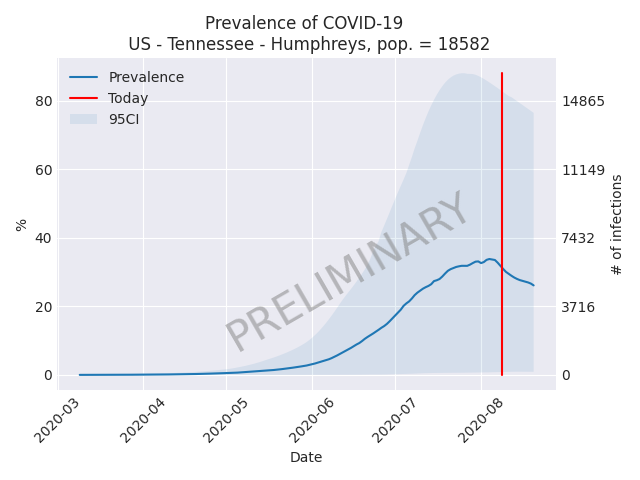 Prevalence of COVID-19
US - Tennessee - Humphreys, pop. = 18582
Prevalence
Today
95CI
80
60
40
20
0
%
14865
11149
7432
3716
0
# of infections
PRELIMINARY
2020-03
2020-04
2020-05
2020-06
2020-07
2020-08
Date